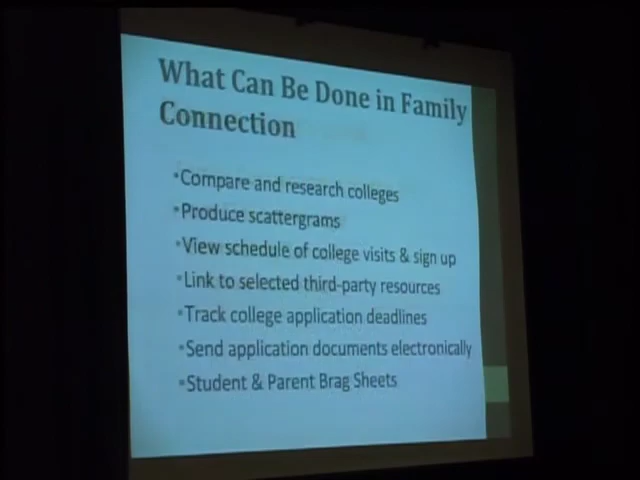 What Can Be Done in Family
Connection
•Compare and research colleges
•Produce scattergrams
•View schedule of college visits & sign up
•Link to selected third-party resources
•Track college application deadlines
•Send application documents electronically
•Student & Parent Brag Sheets